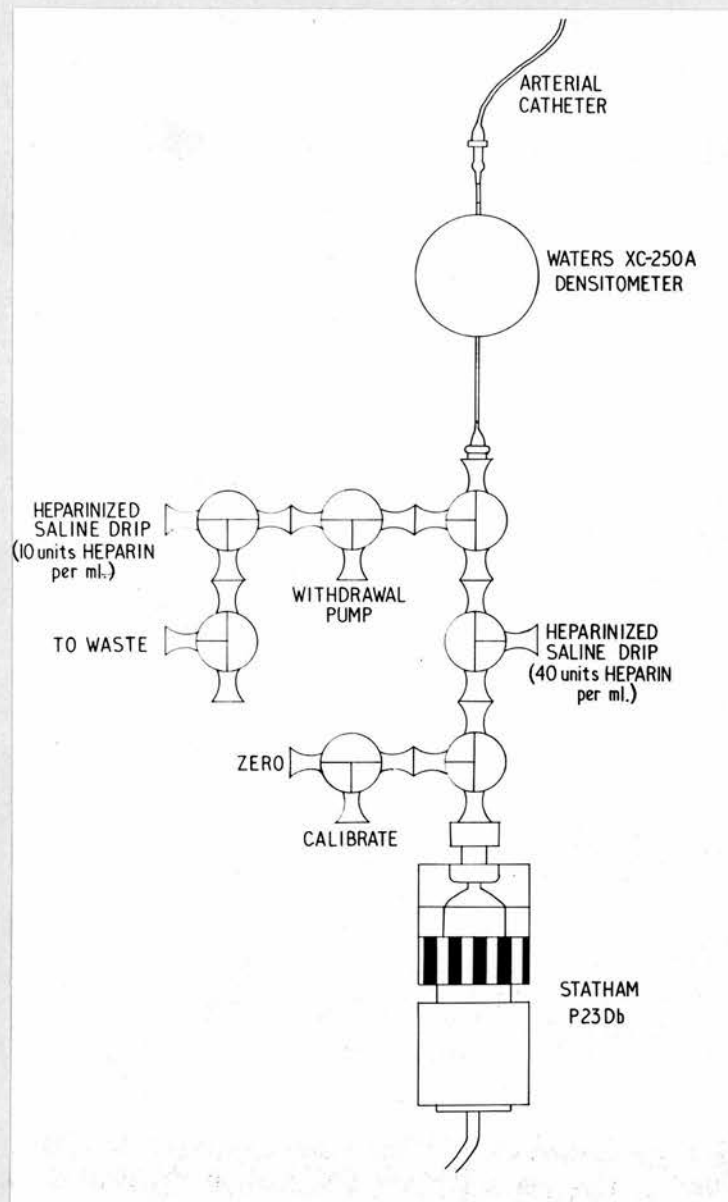 ARTERIAL
CATHETER
WATERS XC-250A
DENSITOMETER
HEPARINIZED
SALINE DRIP
(10 units HEPARIN
per ml.)
WITHDRAWAL
PUMP
TO WASTE
HEPARINIZED
SALINE DRIP
(40 units HEPARIN
per ml.)
ZERO
CALIBRATE
STATHAM
P23Db